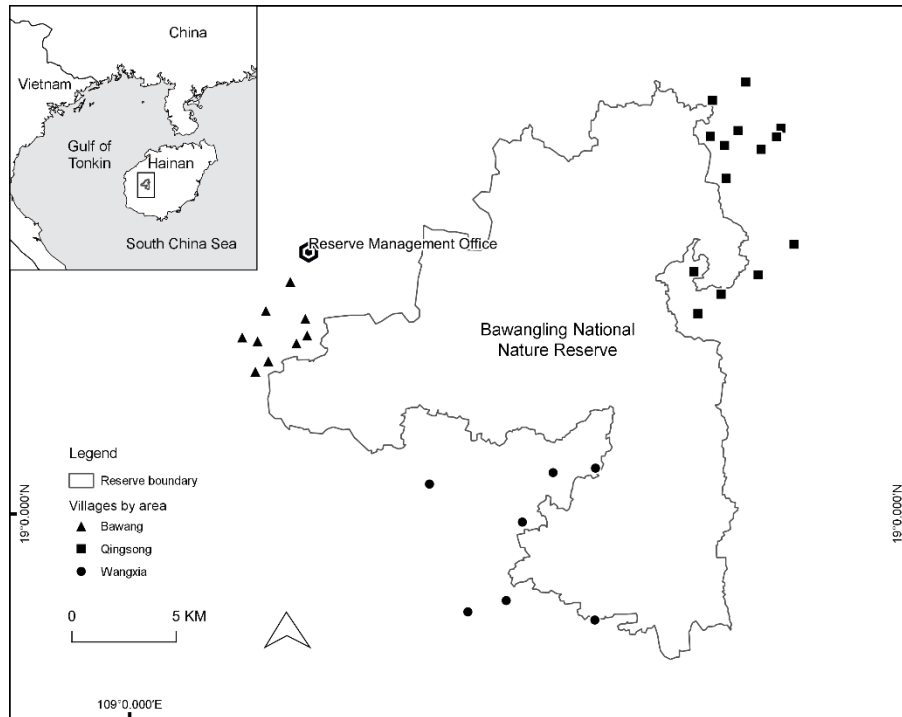 China
Vietnam
Gulf of
Tonkin
Hainan
South China Sea
Reserve Management Office
Bawangling National
Nature Reserve
Legend
Reserve boundary
Villages by area
Bawang
Qingsong
Wangxia
0 5 KM
19°0.000'N
19°0.000'N
109°0.000'E